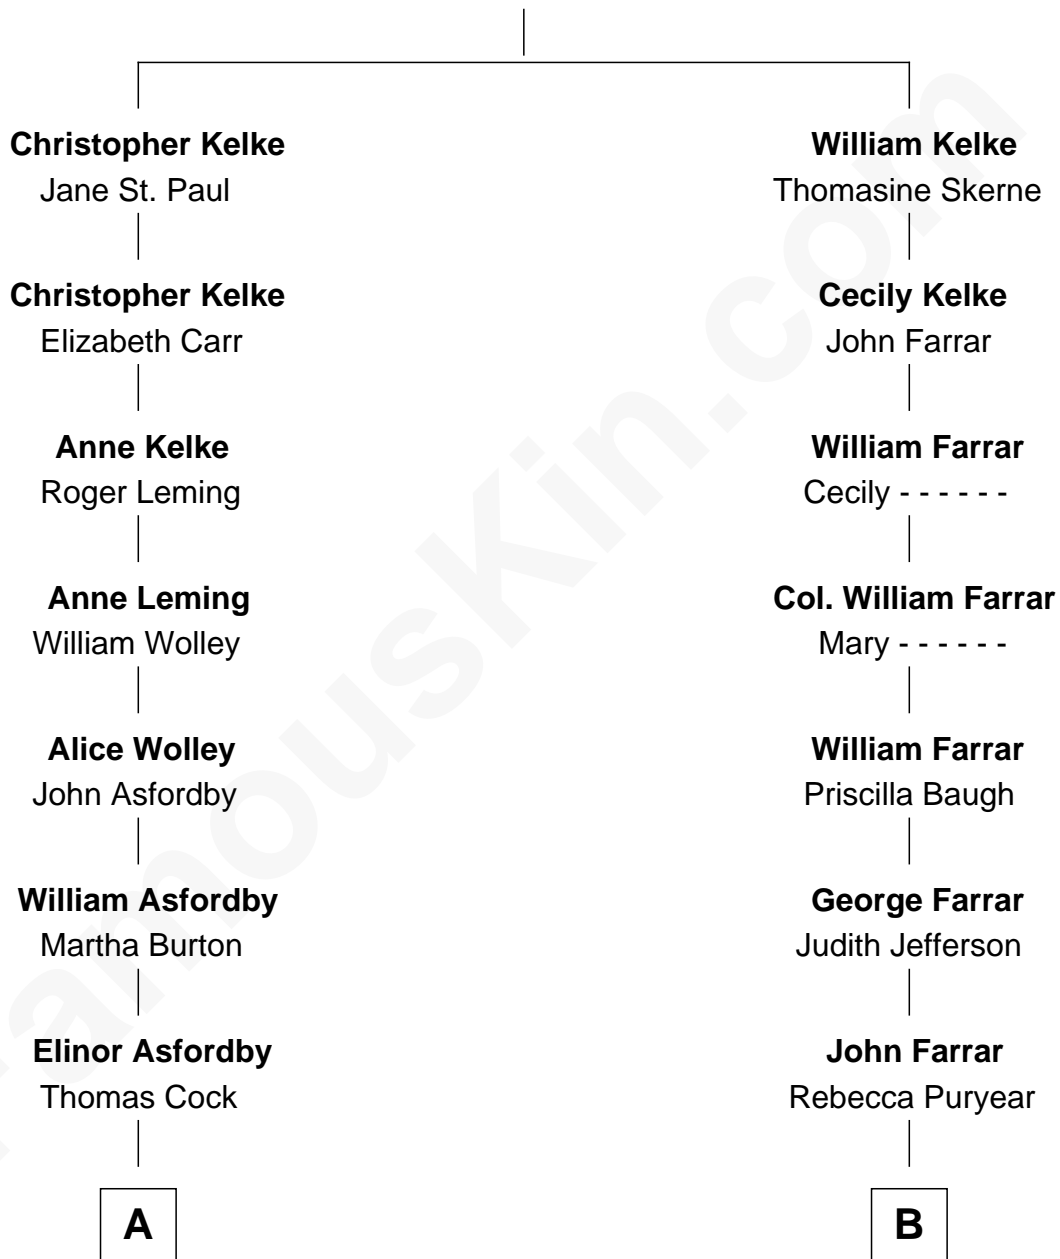 Christopher Kelke
Jane St. Paul
Christopher Kelke
Elizabeth Carr
Anne Kelke
Roger Leming
Anne Leming
William Wolley
Alice Wolley
John Asfordby
William Asfordby
Martha Burton
Elinor Asfordby
Thomas Cock
A
William Kelke
Thomasine Skerne
Cecily Kelke
John Farrar
William Farrar
Cecily - - - - - -
Col. William Farrar
Mary - - - - - -
William Farrar
Priscilla Baugh
George Farrar
Judith Jefferson
John Farrar
Rebecca Puryear
B
FamousKin.com